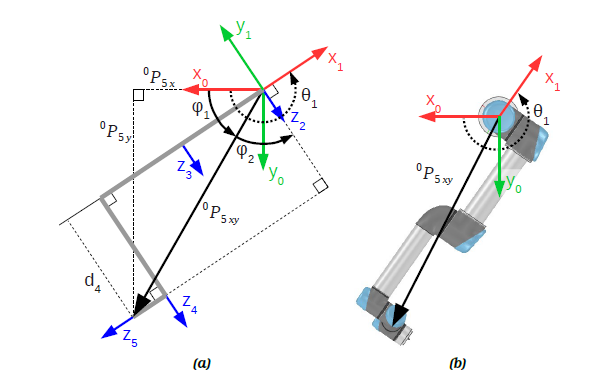 y₁
X₁
⁰P₅ₓ
X₀
θ₁
φ₁
Z₂
⁰P₅y
φ₂
Z₃
y₀
⁰P₅xy
d₄
Z₄
Z₅
(a)
X₁
X₀
θ₁
⁰P₅xy
y₀
(b)